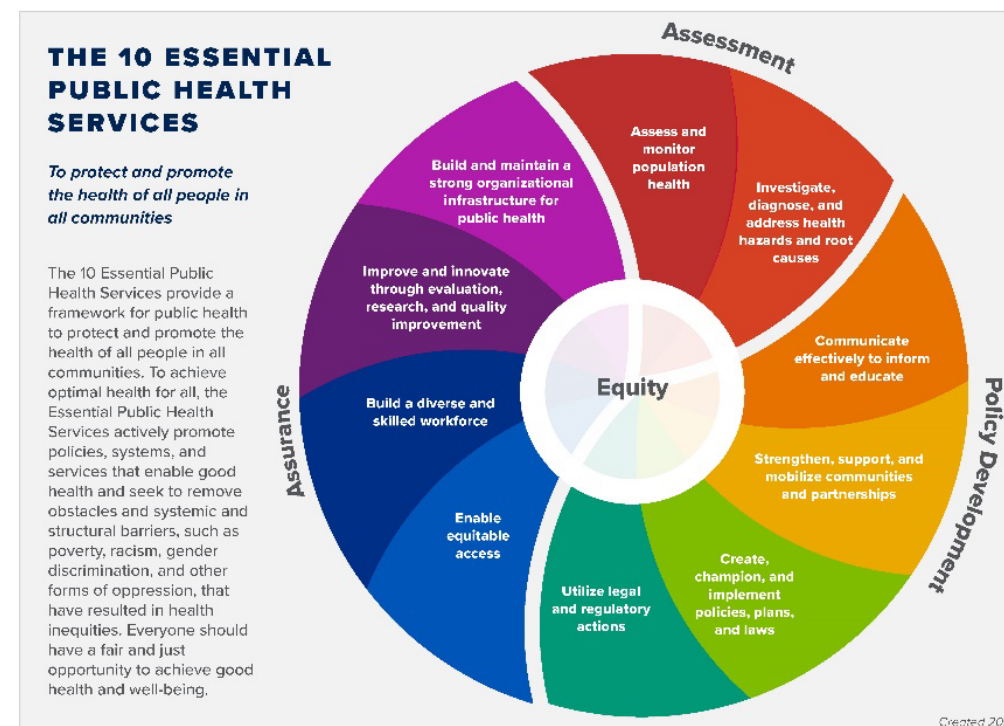 THE 10 ESSENTIAL
PUBLIC HEALTH
SERVICES
To protect and promote
the health of all people in
all communities
The 10 Essential Public
Health Services provide a
framework for public health
to protect and promote the
health of all people in all
communities. To achieve
optimal health for all, the
Essential Public Health
Services actively promote
policies, systems, and
services that enable good
health and seek to remove
obstacles and systemic and
structural barriers, such as
poverty, racism, gender
discrimination, and other
forms of oppression, that
have resulted in health
inequities. Everyone should
have a fair and just
opportunity to achieve good
health and well-being.
Assessment
Assess and
monitor
population
health
Investigate,
diagnose, and
address health
hazards and root
causes
Policy Development
Communicate
effectively to inform
and educate
Strengthen, support, and
mobilize communities
and partnerships
Create,
champion, and
implement
policies, plans,
and laws
Utilize legal
and regulatory
actions
Assurance
Enable
equitable
access
Build a diverse and
skilled workforce
Improve and innovate
through evaluation,
research, and quality
improvement
Build and maintain a
strong organizational
infrastructure for
public health
Equity
Created 20